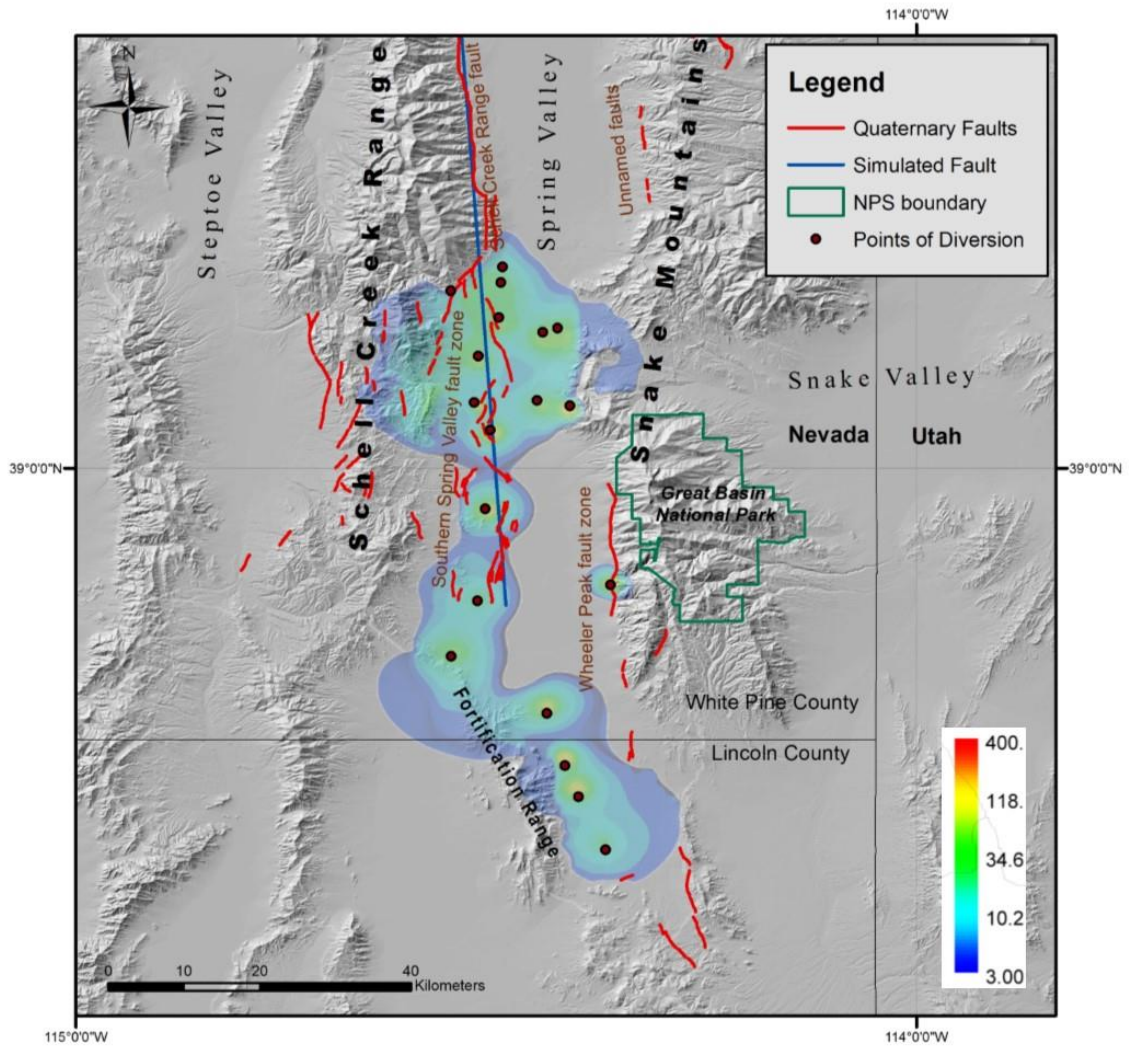 114°0'0"W
N
Legend
Quaternary Faults
Simulated Fault
NPS boundary
Points of Diversion
Steptoe Valley
Schell Creek Range
Schell Creek Range fault
Spring Valley
Unnamed faults
Snake Mountains
Snake Valley
Nevada
Utah
39°0'0"N
39°0'0"N
Southern Spring Valley fault zone
Great Basin
National Park
Wheeler Peak fault zone
White Pine County
Lincoln County
Fortification Range
400.
118.
34.6
10.2
3.00
0 10 20 40
Kilometers
115°0'0"W
114°0'0"W